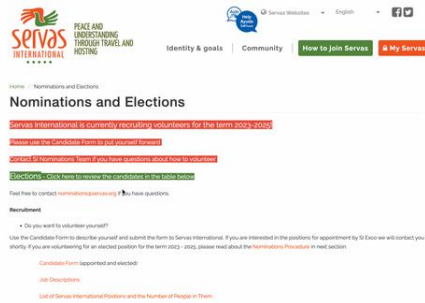 Servas
INTERNATIONAL
PEACE AND
UNDERSTANDING
THROUGH TRAVEL AND
HOSTING
Help
Ayuda
Servas Websites
English
Identity & goals
Community
How to join Servas
My Servas
Home / Nominations and Elections
Nominations and Elections
Servas International is currently recruiting volunteers for the term 2023-2025!
Please use the Candidate Form to put yourself forward
Contact SI Nominations Team if you have questions about how to volunteer
Elections - Click here to review the candidates in the table below
Feel free to contact nominations@servas.org if you have questions.
Recruitment
Do you want to volunteer yourself?
Use the Candidate Form to describe yourself and submit the form to Servas International. If you are interested in the positions for appointment by SI Exco we will contact you
shortly. If you are volunteering for an elected position for the term 2023 - 2025, please read about the Nominations Procedure in next section.
Candidate Form (appointed and elected)
Job Descriptions
List of Servas International Positions and the Number of People in Them